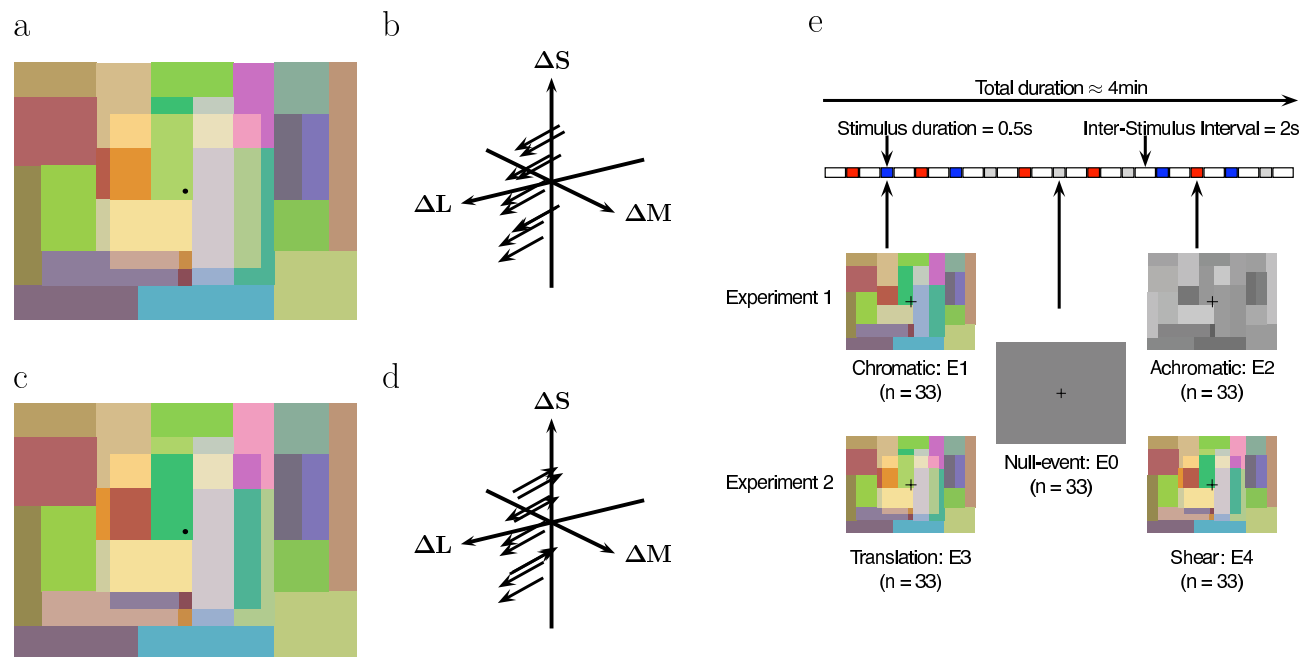 a
b
ΔS
ΔL
ΔM
c
d
ΔS
ΔL
ΔM
e
Total duration ≈ 4min
Stimulus duration = 0.5s
Inter-Stimulus Interval = 2s
Experiment 1
Chromatic: E1
(n = 33)
Achromatic: E2
(n = 33)
Null-event: E0
(n = 33)
Experiment 2
Translation: E3
(n = 33)
Shear: E4
(n = 33)